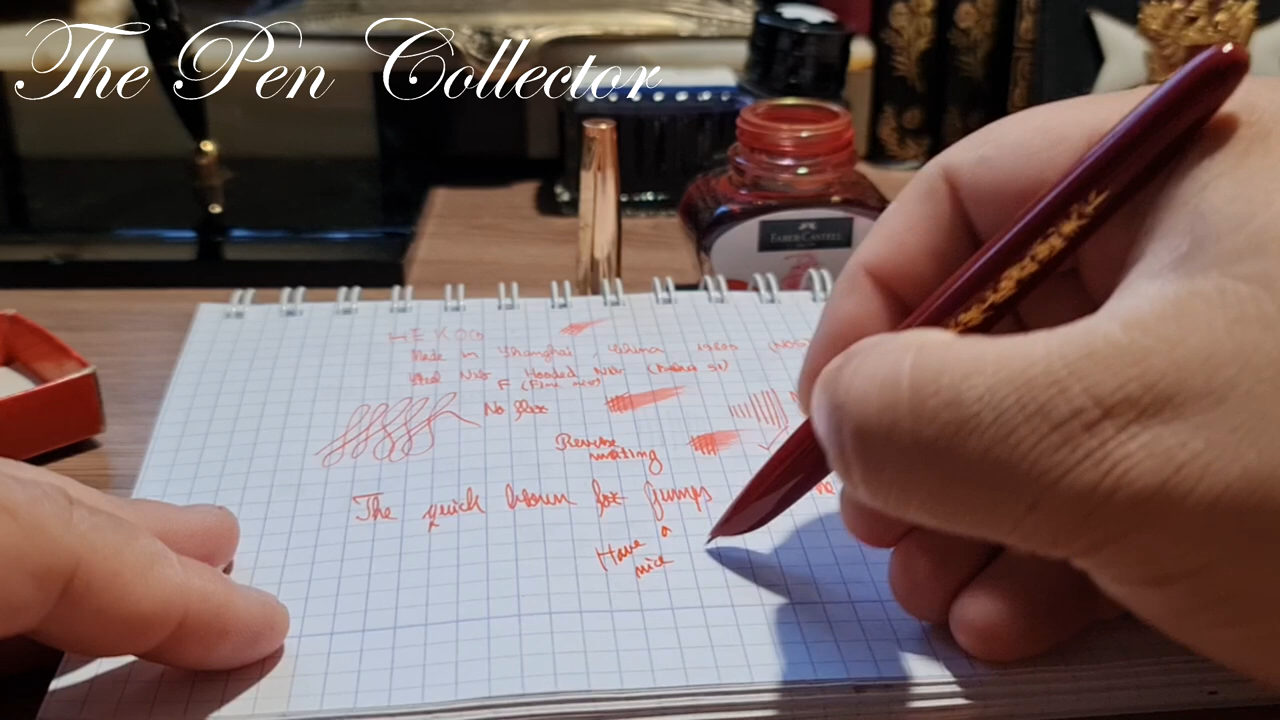 The Pen Collector
FABER-CASTELL
HEKOO
Made in Shanghai, China
Steel Nib Hooded Nib
F (Fine nib)
No flex
Reverse
writing
The quick brown fox jumps
Have a
nice